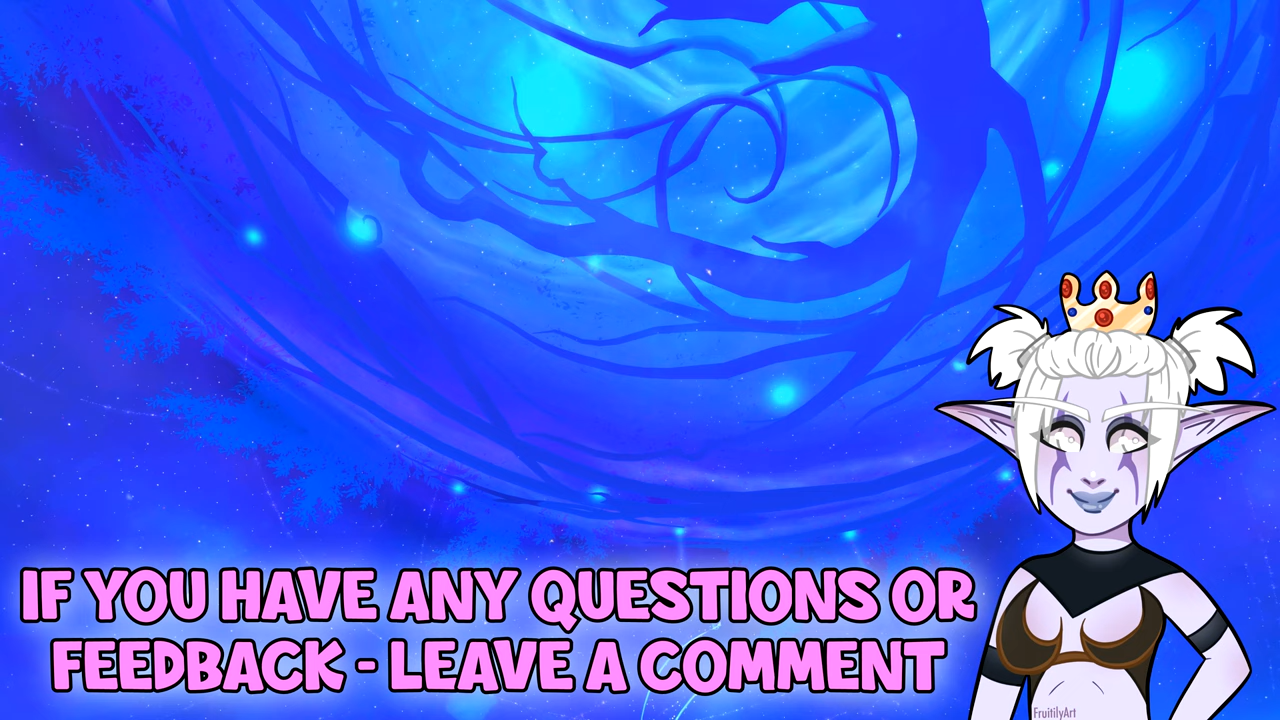 IF YOU HAVE ANY QUESTIONS OR
FEEDBACK - LEAVE A COMMENT
FruitilyArt